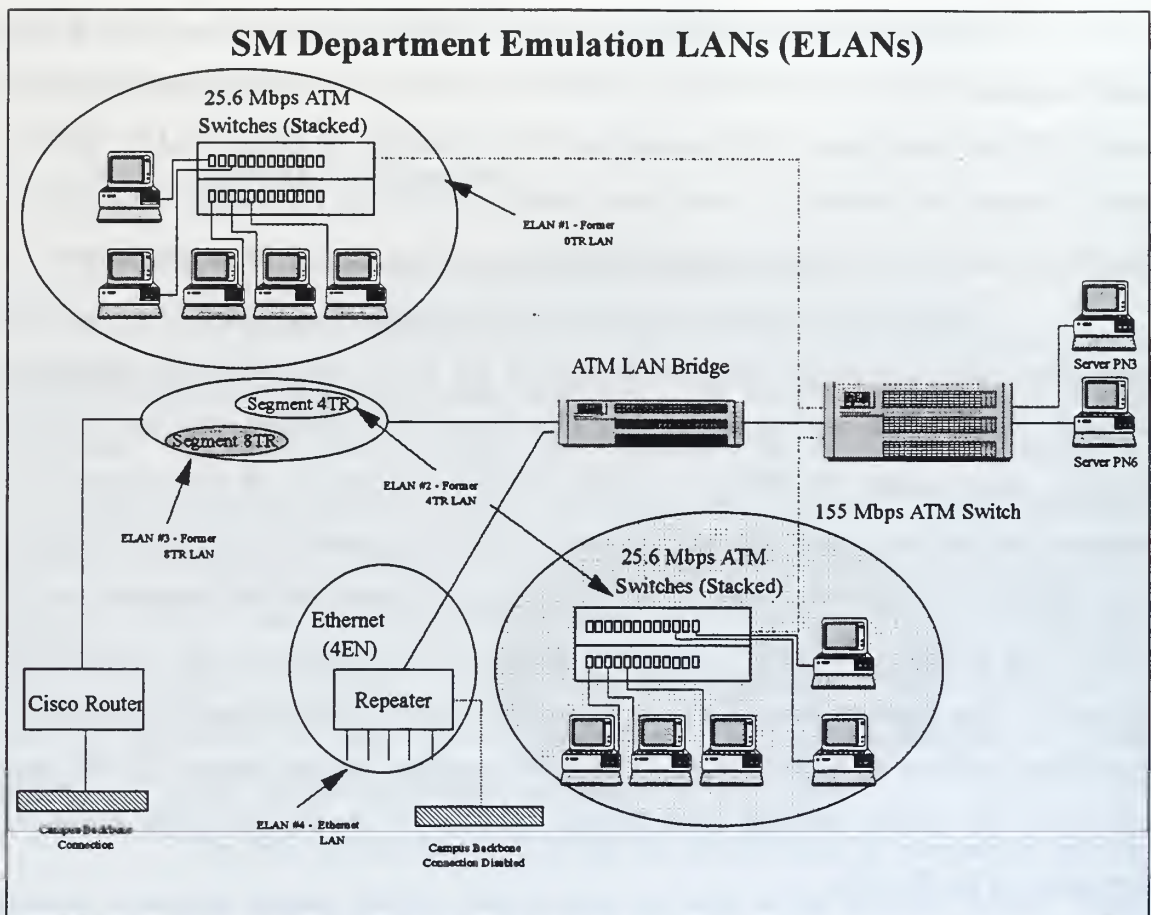 SM Department Emulation LANs (ELANs)
25.6 Mbps ATM
Switches (Stacked)
ELAN #1 - Former
0TR LAN
Server PN3
ATM LAN Bridge
Segment 4TR
Segment 8TR
Server PN6
ELAN #2 - Former
4TR LAN
155 Mbps ATM Switch
ELAN #3 - Former
8TR LAN
25.6 Mbps ATM
Switches (Stacked)
Ethernet
(4EN)
Cisco Router
Repeater
ELAN #4 - Ethernet
LAN
Campus Backbone
Connection
Campus Backbone
Connection Disabled